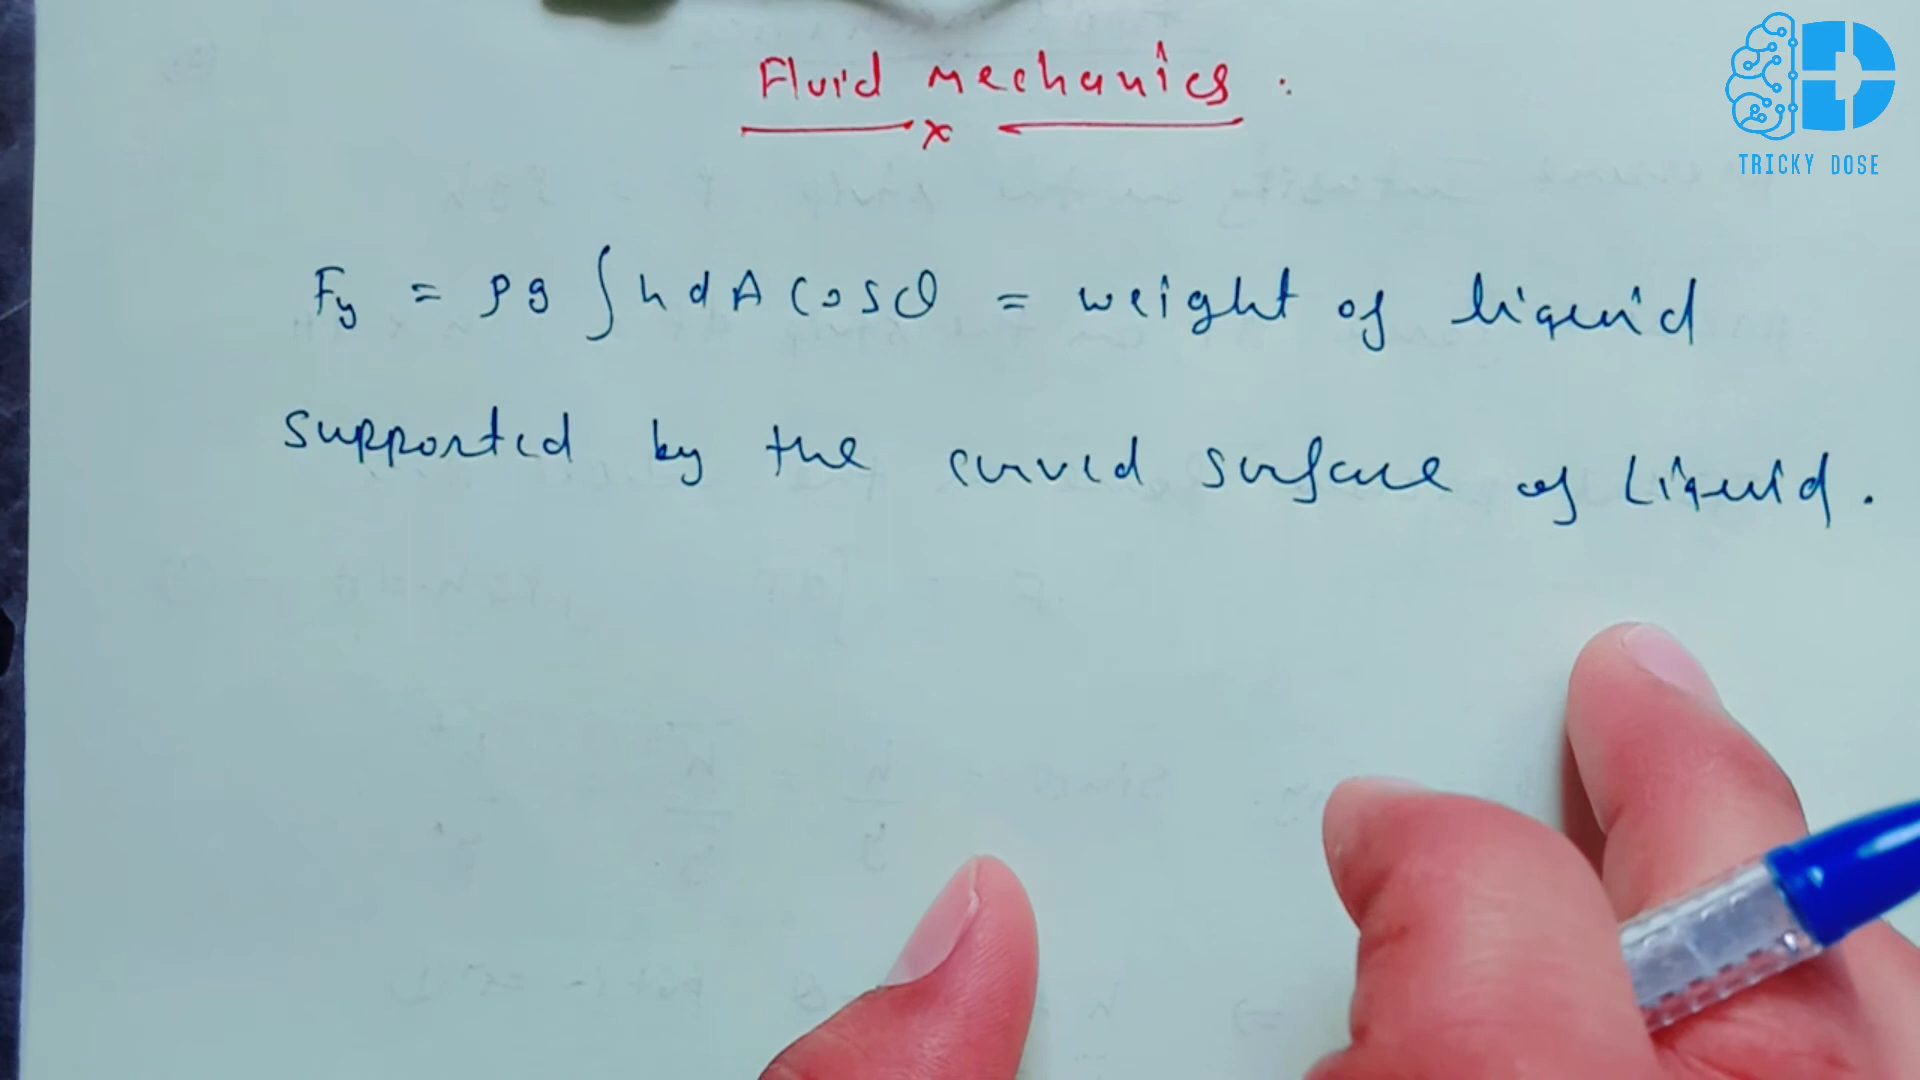 Fluid mechanics :
x
TRICKY DOSE
Fy = ρg ∫ h dA cosθ = weight of liquid
supported by the curved surface of Liquid.